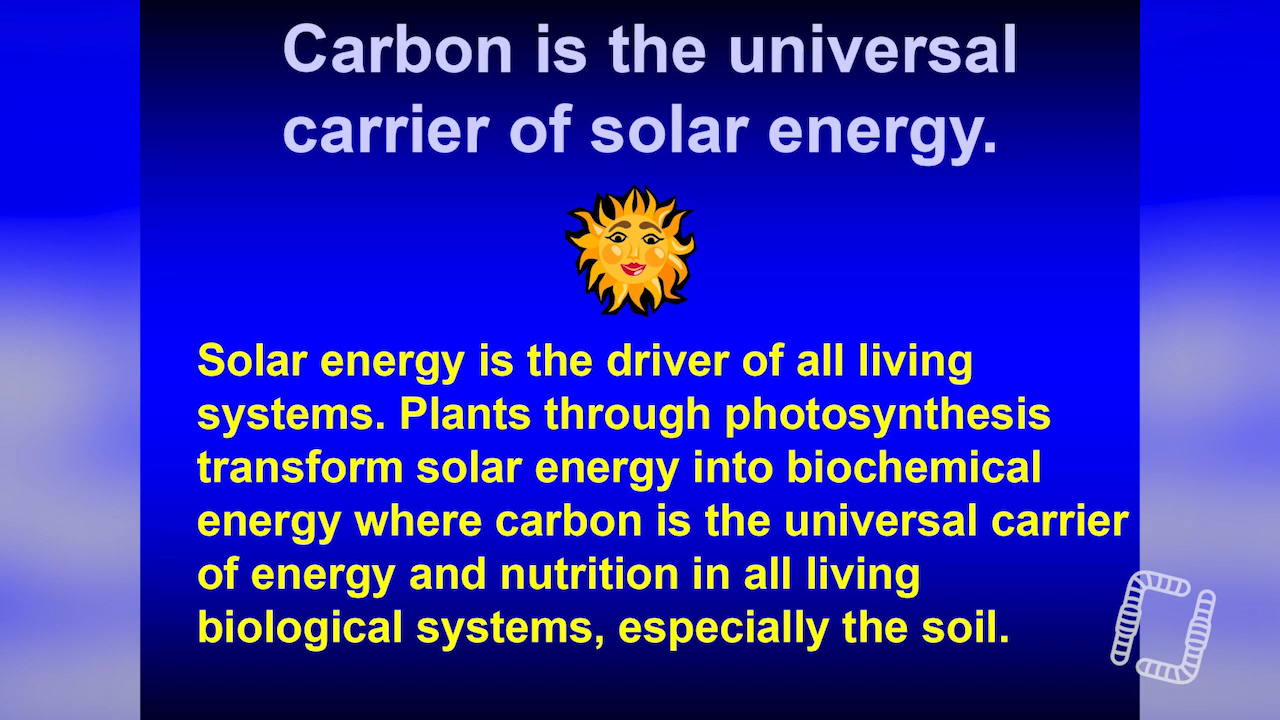 Carbon is the universal
carrier of solar energy.
Solar energy is the driver of all living
systems. Plants through photosynthesis
transform solar energy into biochemical
energy where carbon is the universal carrier
of energy and nutrition in all living
biological systems, especially the soil.